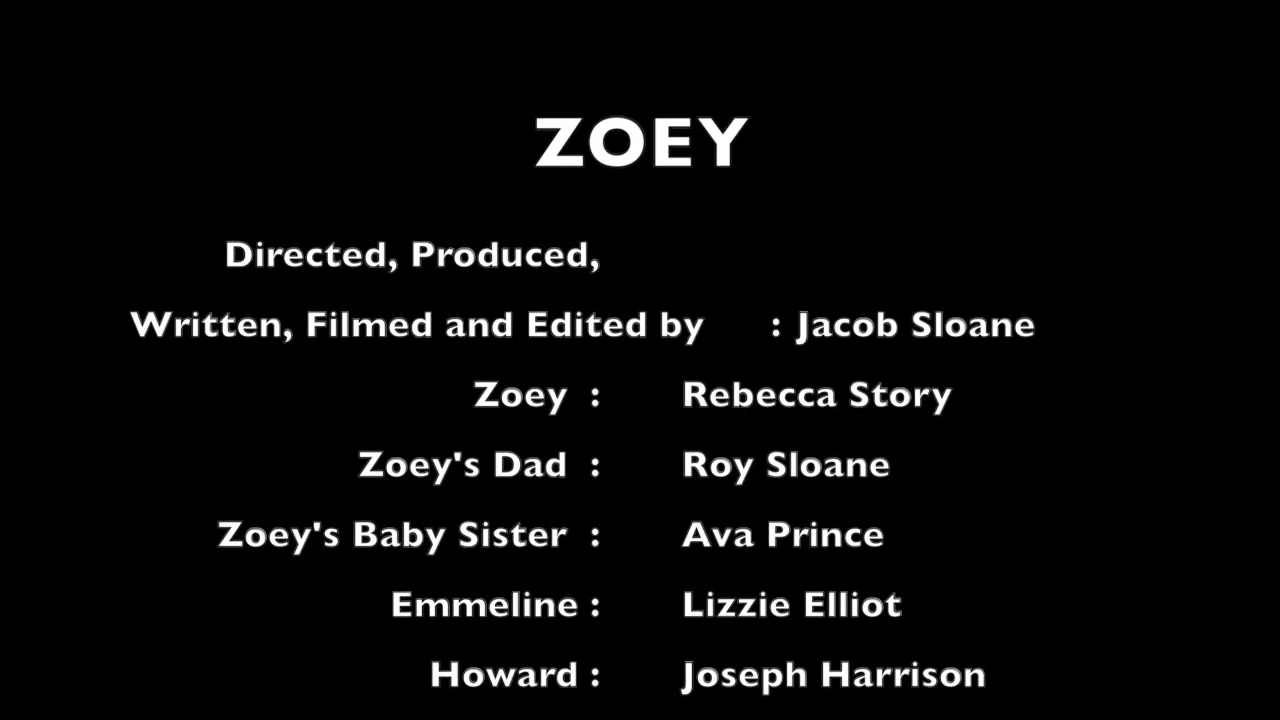 ZOEY
Directed, Produced,
Written, Filmed and Edited by : Jacob Sloane
Zoey : Rebecca Story
Zoey's Dad : Roy Sloane
Zoey's Baby Sister : Ava Prince
Emmeline : Lizzie Elliot
Howard : Joseph Harrison